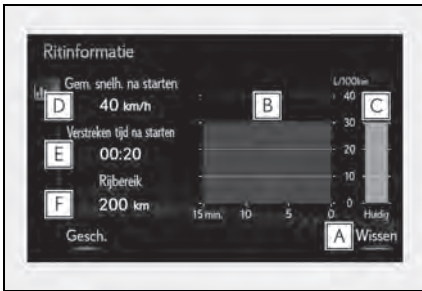 Ritinformatie
Gem. snelh. na starten
L/100km
D
40 km/h
B
C
40
30
Verstreken tijd na starten
E
00:20
20
Rijbereik
10
F
200 km
0
15 min.
10
5
0
Huidig
Gesch.
A
Wissen